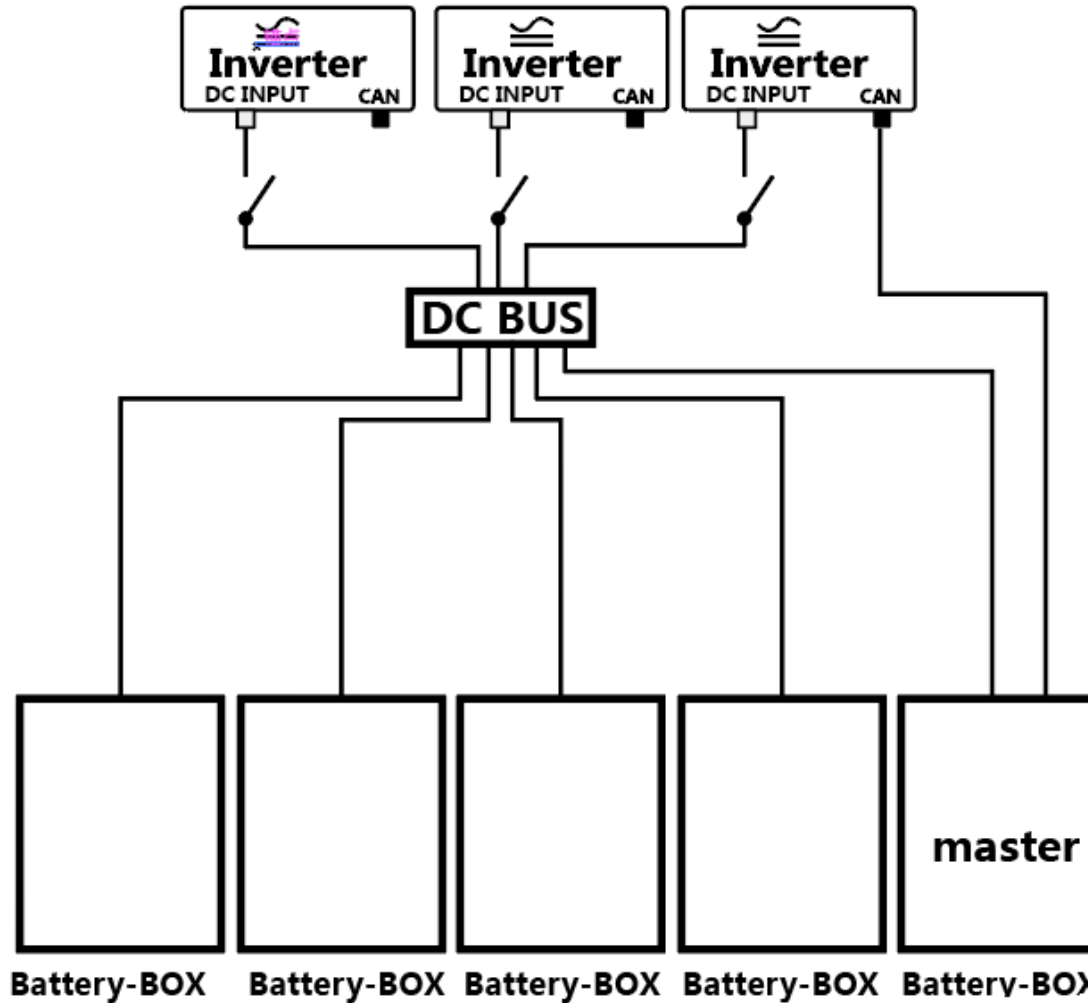 Inverter Inverter Inverter
DC INPUT CAN DC INPUT CAN DC INPUT CAN
DC BUS
master
Battery-BOX Battery-BOX Battery-BOX Battery-BOX Battery-BOX